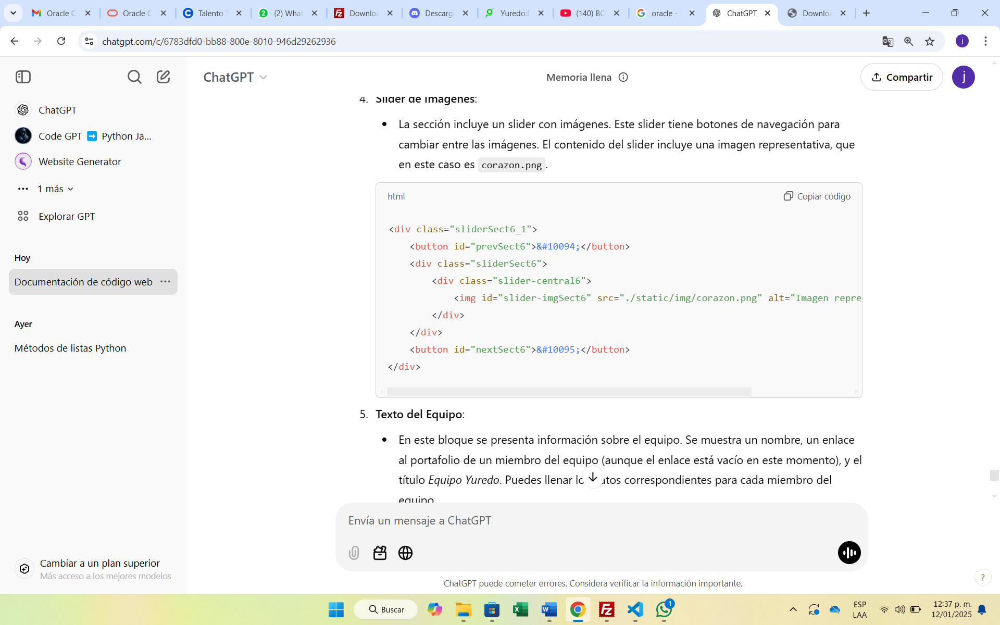 Oracle C
Oracle C
Talento T
2
(2) What
Downlo
Descarg
Yuredo:E
(140) BO
oracle -
ChatGPT
Downlo
chatgpt.com/c/6783dfd0-bb88-800e-8010-946d29262936
j
ChatGPT
Memoria llena
Compartir
j
ChatGPT
Code GPT ➡ Python Ja...
Website Generator
1 más
Explorar GPT
Hoy
Documentación de código web
Ayer
Métodos de listas Python
Cambiar a un plan superior
Más acceso a los mejores modelos
4. Slider de Imágenes:
• La sección incluye un slider con imágenes. Este slider tiene botones de navegación para
cambiar entre las imágenes. El contenido del slider incluye una imagen representativa, que
en este caso es corazon.png.
html
Copiar código
<div class="sliderSect6_1">
<button id="prevSect6">&#10094;</button>
<div class="sliderSect6">
<div class="slider-central6">
<img id="slider-imgSect6" src="./static/img/corazon.png" alt="Imagen repre
</div>
</div>
<button id="nextSect6">&#10095;</button>
</div>
5. Texto del Equipo:
• En este bloque se presenta información sobre el equipo. Se muestra un nombre, un enlace
al portafolio de un miembro del equipo (aunque el enlace está vacío en este momento), y el
título Equipo Yuredo. Puedes llenar lo atos correspondientes para cada miembro del
equipo.
Envía un mensaje a ChatGPT
ChatGPT puede cometer errores. Considera verificar la información importante.
?
Buscar
1
ESP
LAA
12:37 p. m.
12/01/2025